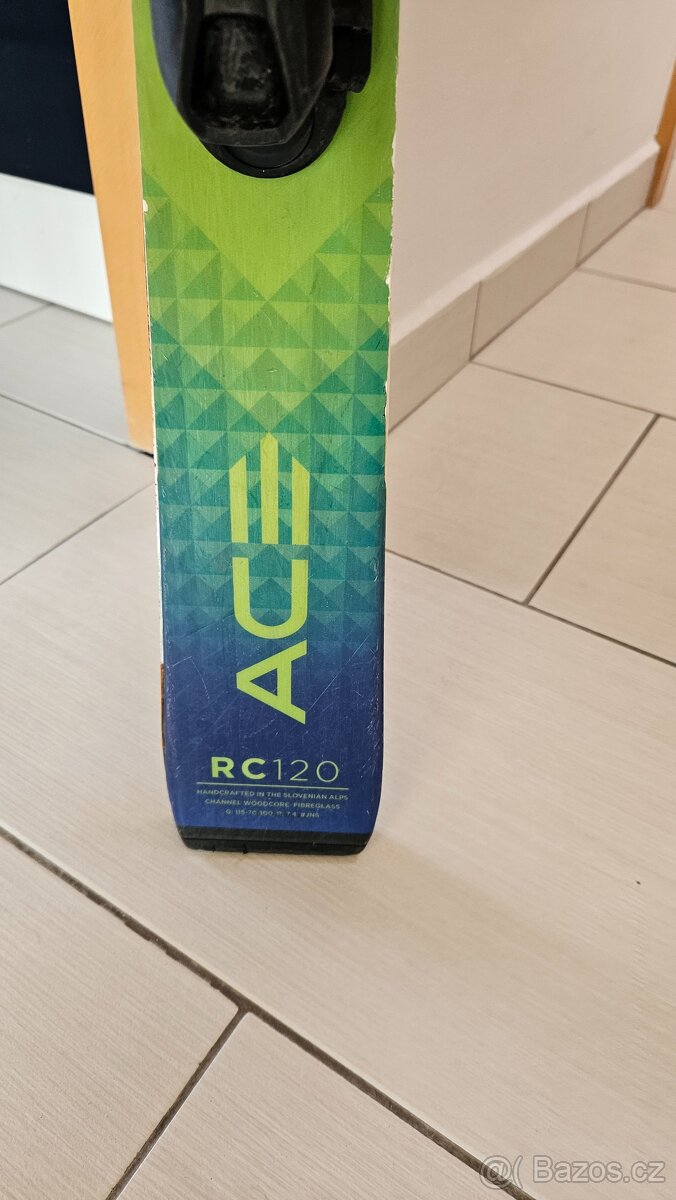 ACE
RC120
HANDCRAFTED IN THE SLOVENIAN ALPS
CHANNEL WOODCORE-FIBREGLASS
@( Bazos.cz